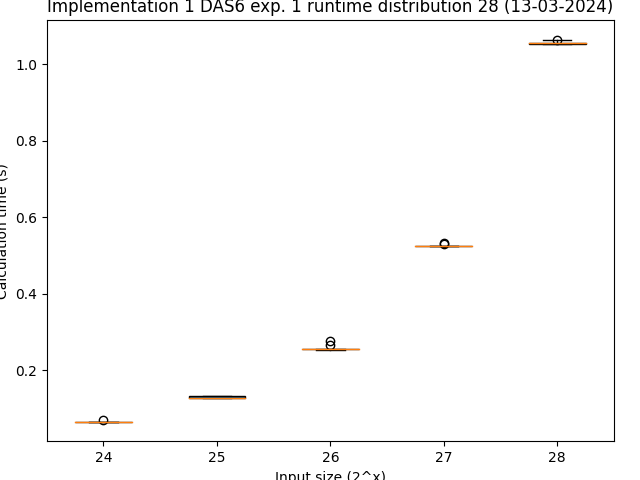 Implementation 1 DAS6 exp. 1 runtime distribution 28 (13-03-2024)
1.0
0.8
0.6
0.4
0.2
Calculation time (s)
24 25 26 27 28
Input size (2^x)